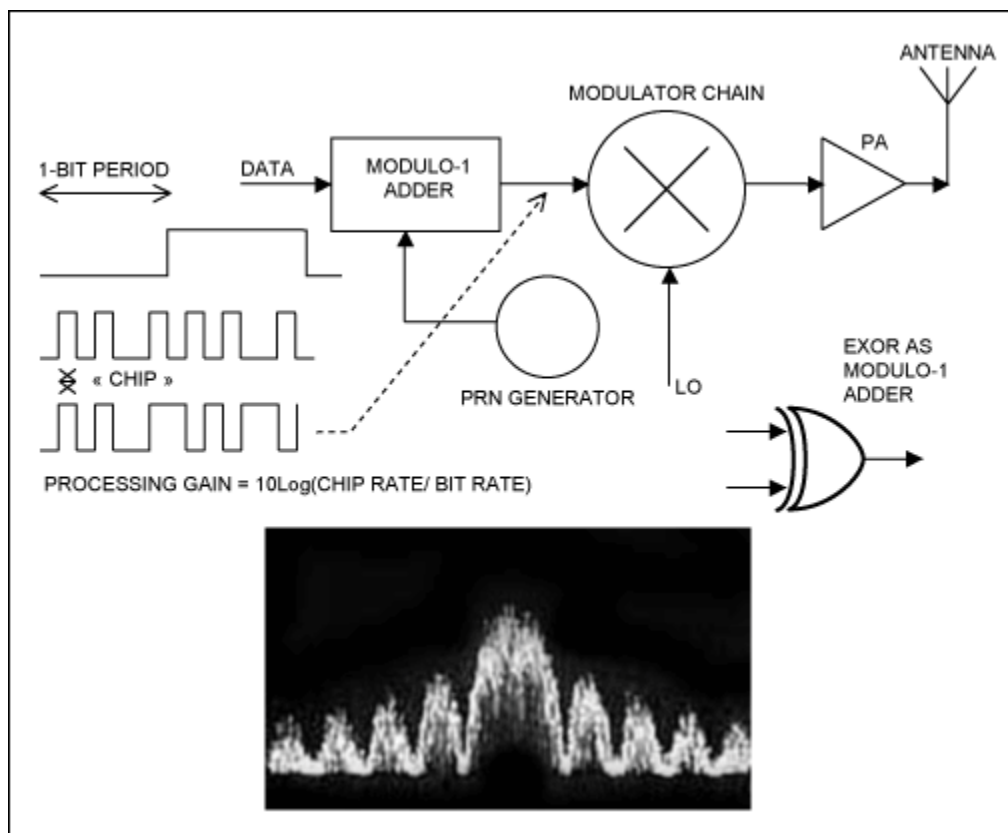 ANTENNA
MODULATOR CHAIN
PA
1-BIT PERIOD
DATA
MODULO-1
ADDER
PRN GENERATOR
LO
« CHIP »
EXOR AS
MODULO-1
ADDER
PROCESSING GAIN = 10Log(CHIP RATE/ BIT RATE)